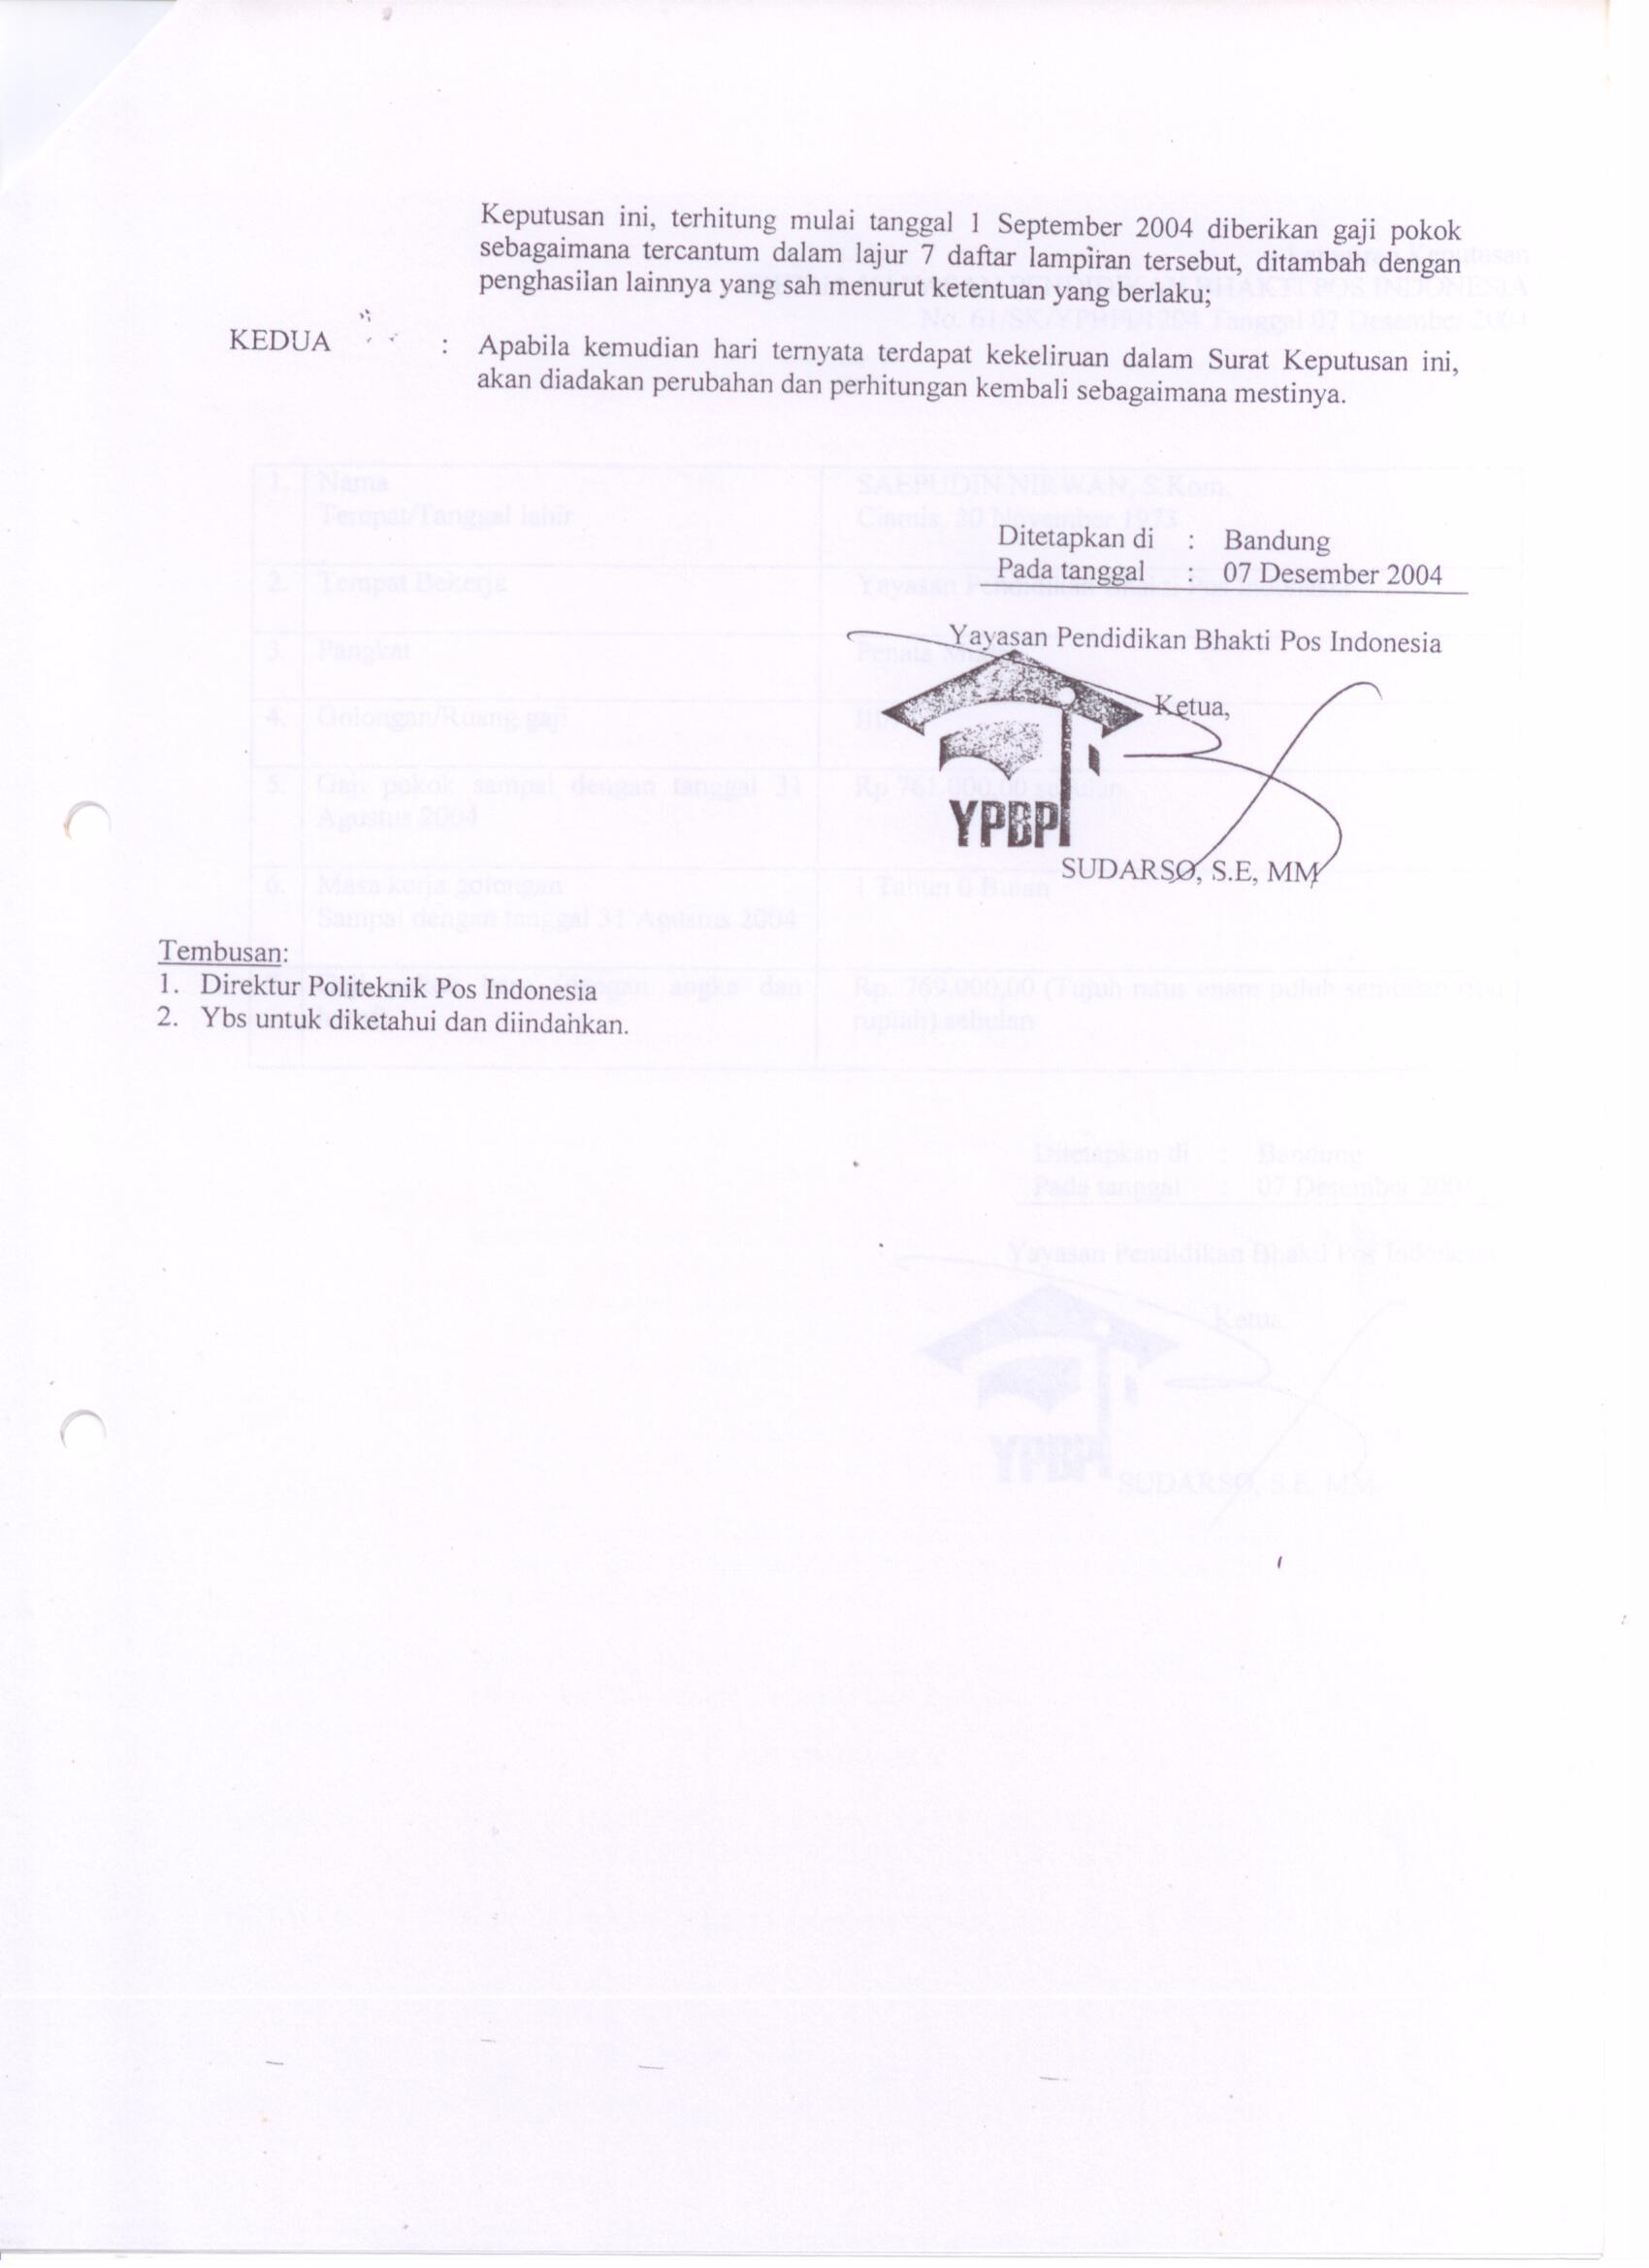 Keputusan ini, terhitung mulai tanggal 1 September 2004 diberikan gaji pokok
sebagaimana tercantum dalam lajur 7 daftar lampiran tersebut, ditambah dengan
penghasilan lainnya yang sah menurut ketentuan yang berlaku;
KEDUA : Apabila kemudian hari ternyata terdapat kekeliruan dalam Surat Keputusan ini,
akan diadakan perubahan dan perhitungan kembali sebagaimana mestinya.
Ditetapkan di : Bandung
Pada tanggal : 07 Desember 2004
Yayasan Pendidikan Bhakti Pos Indonesia
Ketua,
YPBPI
SUDARSO, S.E, MM
Tembusan:
1. Direktur Politeknik Pos Indonesia
2. Ybs untuk diketahui dan diindahkan.